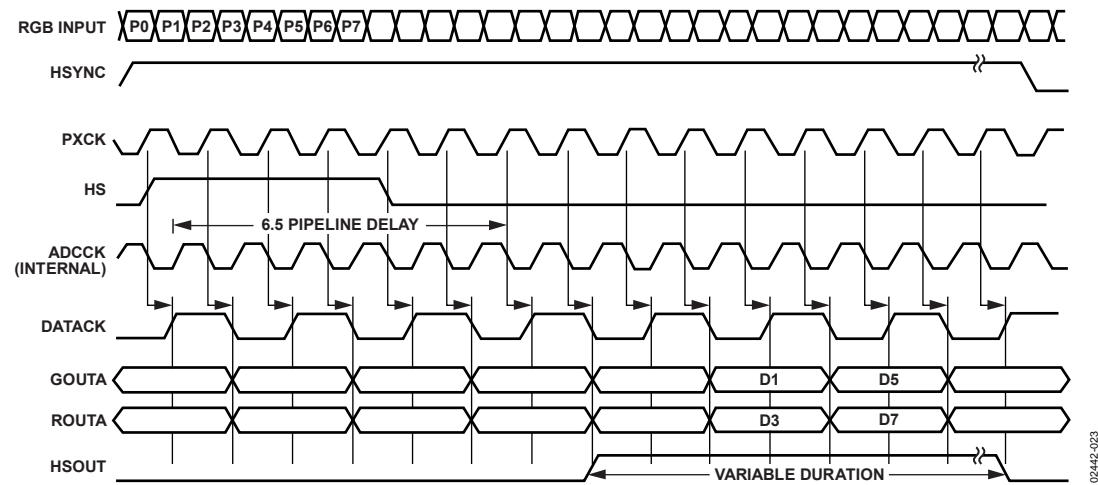 RGB INPUT P0 P1 P2 P3 P4 P5 P6 P7
HSYNC
PXCK
HS
6.5 PIPELINE DELAY
ADCCK
(INTERNAL)
DATACK
GOUTA D1 D5
ROUTA D3 D7
HSOUT VARIABLE DURATION
02442-023